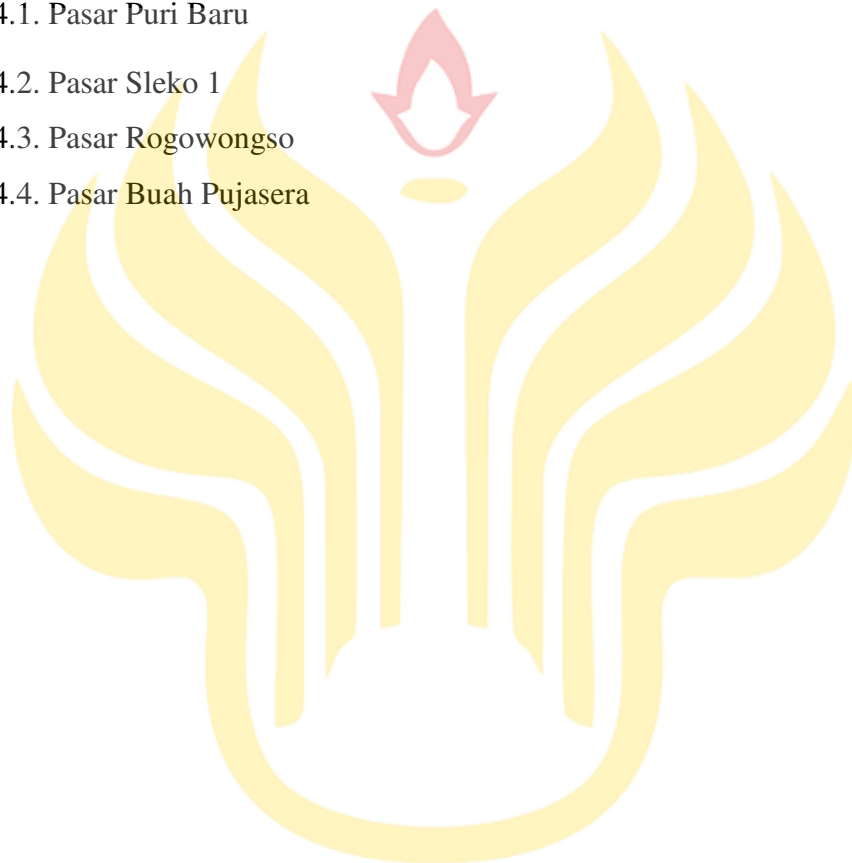 4.1. Pasar Puri Baru
4.2. Pasar Sleko 1
4.3. Pasar Rogowongso
4.4. Pasar Buah Pujasera